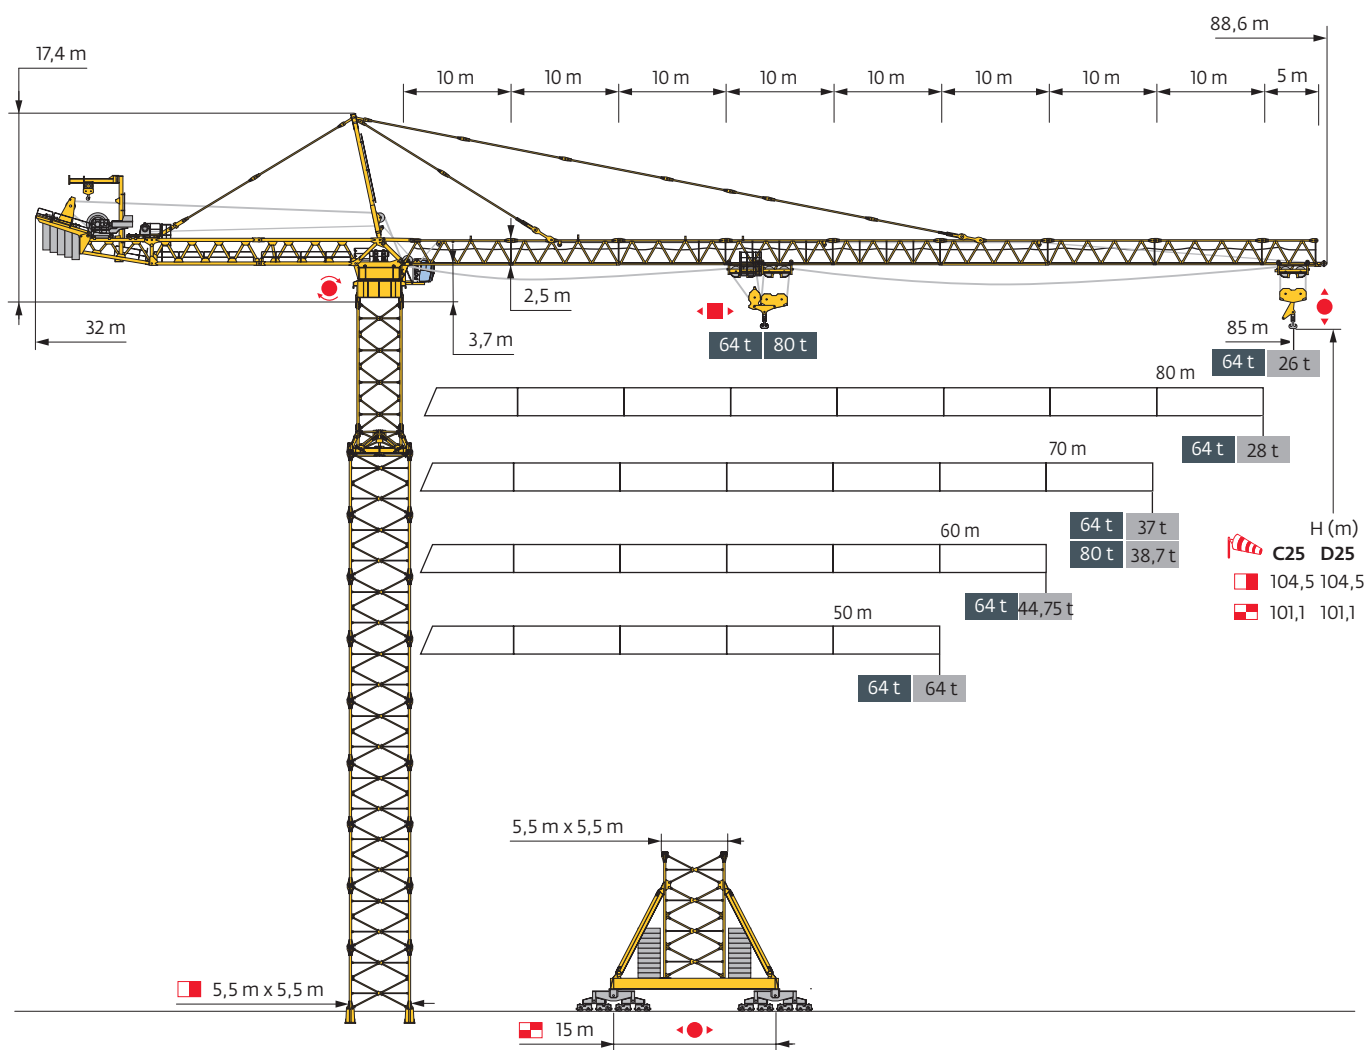 88,6 m
17,4 m
10 m 10 m 10 m 10 m 10 m 10 m 10 m 10 m 5 m
2,5 m
32 m
3,7 m
85 m
64 t 80 t
64 t 26 t
80 m
64 t 28 t
70 m
64 t 37 t
80 t 38,7 t
H (m)
C25 D25
104,5 104,5
101,1 101,1
60 m
64 t 44,75 t
50 m
64 t 64 t
5,5 m x 5,5 m
5,5 m x 5,5 m
15 m